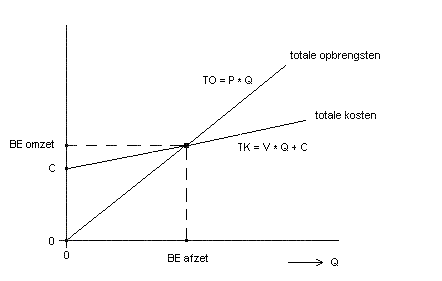 totale opbrengsten
TO = P * Q
totale kosten
BE omzet
TK = V * Q + C
C
0
0
BE afzet
Q